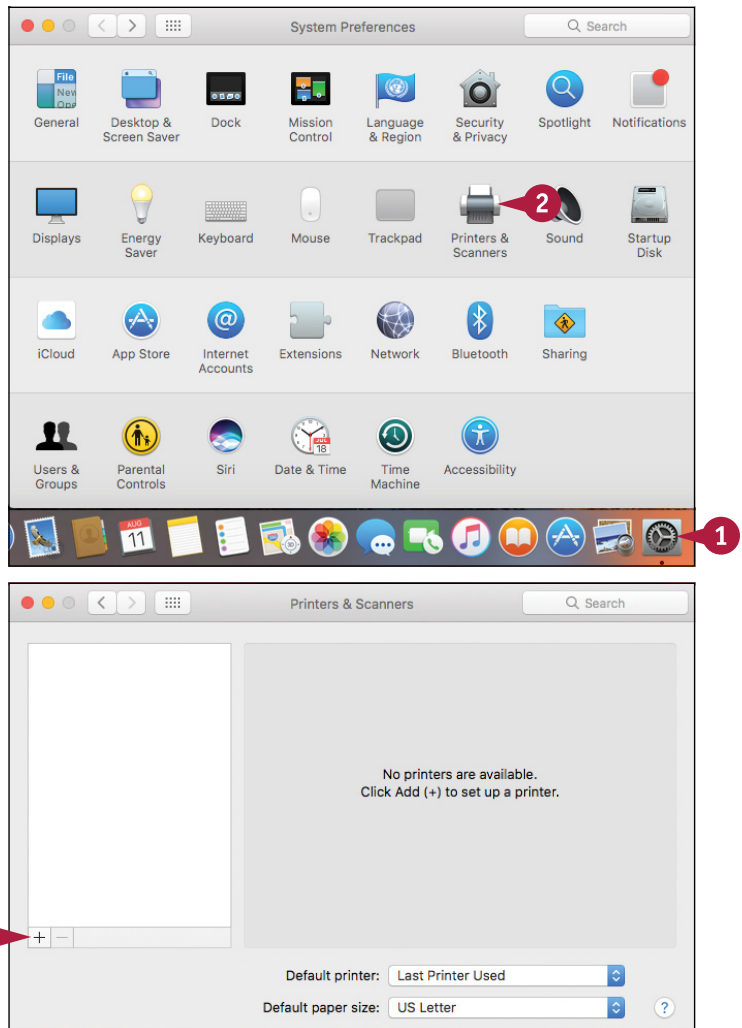 System Preferences
Search
File
New
Ope
General
Desktop &
Screen Saver
Dock
Mission
Control
Language
& Region
Security
& Privacy
Spotlight
Notifications
2
Displays
Energy
Saver
Keyboard
Mouse
Trackpad
Printers &
Scanners
Sound
Startup
Disk
iCloud
App Store
@
Internet
Accounts
Extensions
Network
Bluetooth
Sharing
JUL
18
Users &
Groups
Parental
Controls
Siri
Date & Time
Time
Machine
Accessibility
AUG
11
1
Printers & Scanners
Search
No printers are available.
Click Add (+) to set up a printer.
+ −
Default printer: Last Printer Used
Default paper size: US Letter
?